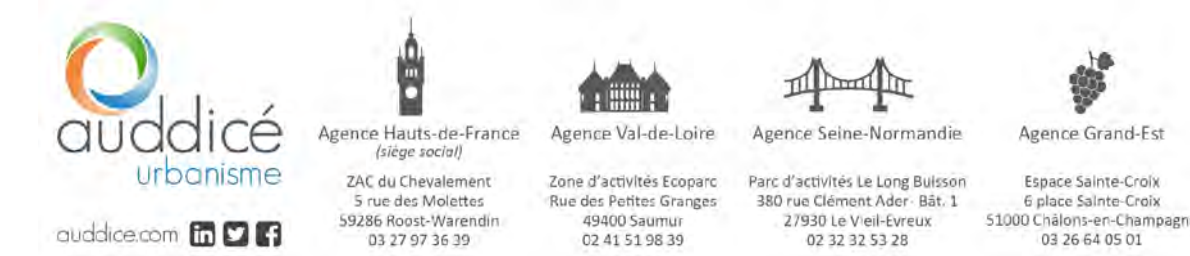 auddicé
urbanisme
auddice.com
Agence Hauts-de-France
(siège social)
ZAC du Chevalement
5 rue des Molettes
59286 Roost-Warendin
03 27 97 36 39
Agence Val-de-Loire
Zone d'activités Ecoparc
Rue des Petites Granges
49400 Saumur
02 41 51 98 39
Agence Seine-Normandie
Parc d'activités Le Long Buisson
380 rue Clément Ader- Bât. 1
27930 Le Vieil-Evreux
02 32 32 53 28
Agence Grand-Est
Espace Sainte-Croix
6 place Sainte-Croix
51000 Châlons-en-Champagn
03 26 64 05 01